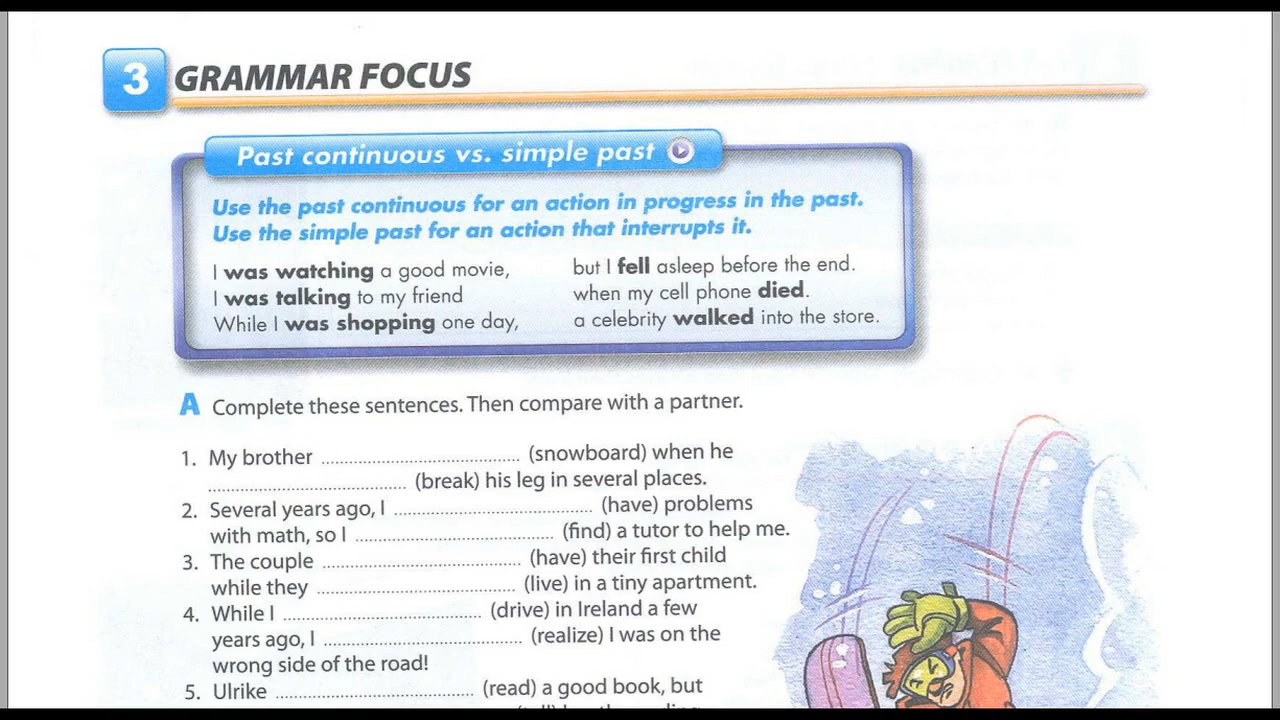 3 GRAMMAR FOCUS
Past continuous vs. simple past
Use the past continuous for an action in progress in the past.
Use the simple past for an action that interrupts it.
I was watching a good movie, but I fell asleep before the end.
I was talking to my friend when my cell phone died.
While I was shopping one day, a celebrity walked into the store.
A Complete these sentences. Then compare with a partner.
1. My brother ........................................ (snowboard) when he
........................................ (break) his leg in several places.
2. Several years ago, I ........................................ (have) problems
with math, so I ........................................ (find) a tutor to help me.
3. The couple ........................................ (have) their first child
while they ........................................ (live) in a tiny apartment.
4. While I ........................................ (drive) in Ireland a few
years ago, I ........................................ (realize) I was on the
wrong side of the road!
5. Ulrike ........................................ (read) a good book, but